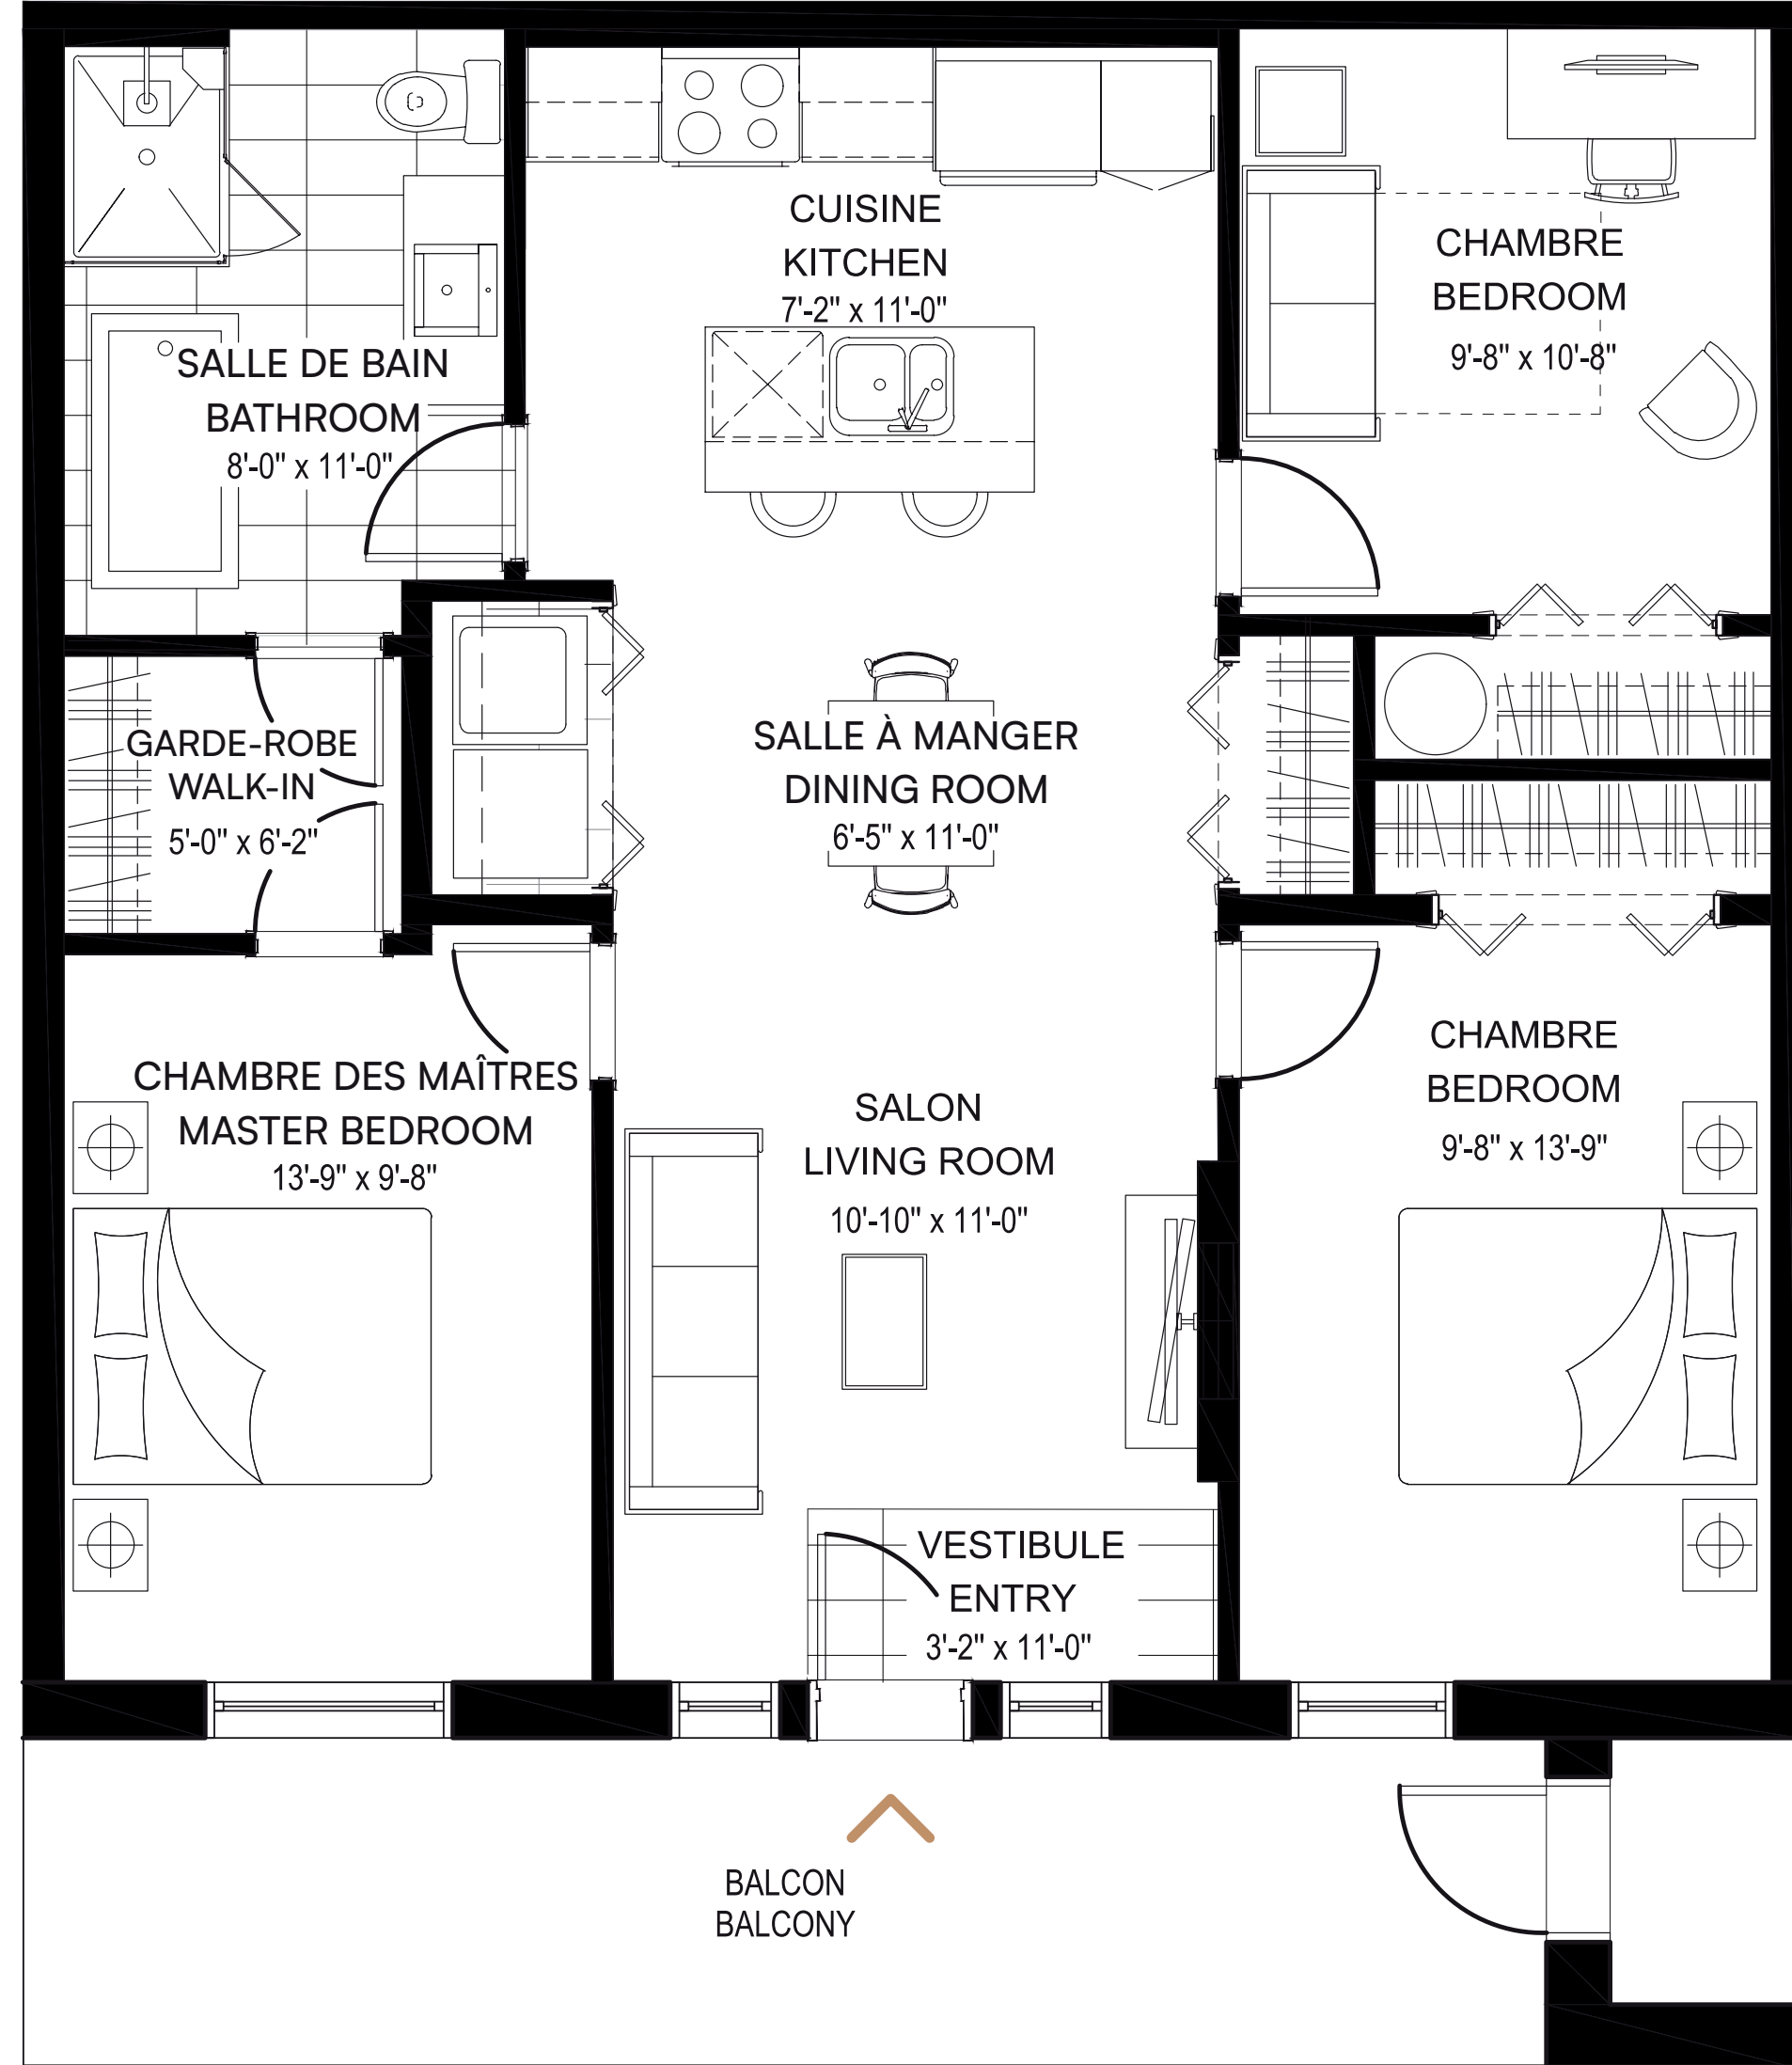 CUISINE
KITCHEN
7'-2" x 11'-0"
CHAMBRE
BEDROOM
9'-8" x 10'-8"
SALLE DE BAIN
BATHROOM
8'-0" x 11'-0"
GARDE-ROBE
WALK-IN
5'-0" x 6'-2"
SALLE À MANGER
DINING ROOM
6'-5" x 11'-0"
CHAMBRE DES MAÎTRES
MASTER BEDROOM
13'-9" x 9'-8"
SALON
LIVING ROOM
10'-10" x 11'-0"
CHAMBRE
BEDROOM
9'-8" x 13'-9"
VESTIBULE
ENTRY
3'-2" x 11'-0"
BALCON
BALCONY